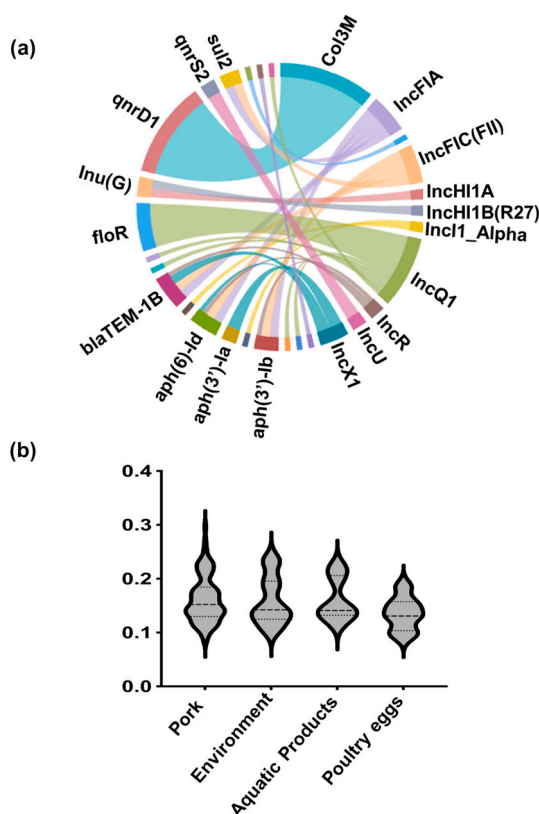 (a)
qnrS2
sul2
Col3M
IncFIA
qnrD1
IncFIC(FII)
lnu(G)
IncHI1A
IncHI1B(R27)
floR
IncI1_Alpha
IncQ1
blaTEM-1B
IncR
aph(6)-Id
aph(3')-Ia
aph(3')-Ib
IncX1
IncU
(b)
0.4
0.3
0.2
0.1
0.0
Pork
Environment
Aquatic Products
Poultry eggs